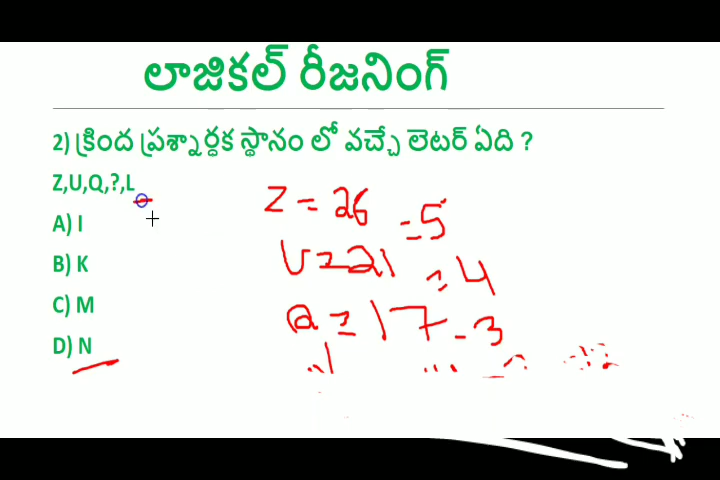 లాజికల్ రీజనింగ్
2) క్రింద ప్రశ్నార్ధక స్థానం లో వచ్చే లెటర్ ఏది ?
Z,U,Q,?,L
A) I
B) K
C) M
D) N
Z = 26
= 5
U = 21
= 4
Q = 17 - 3